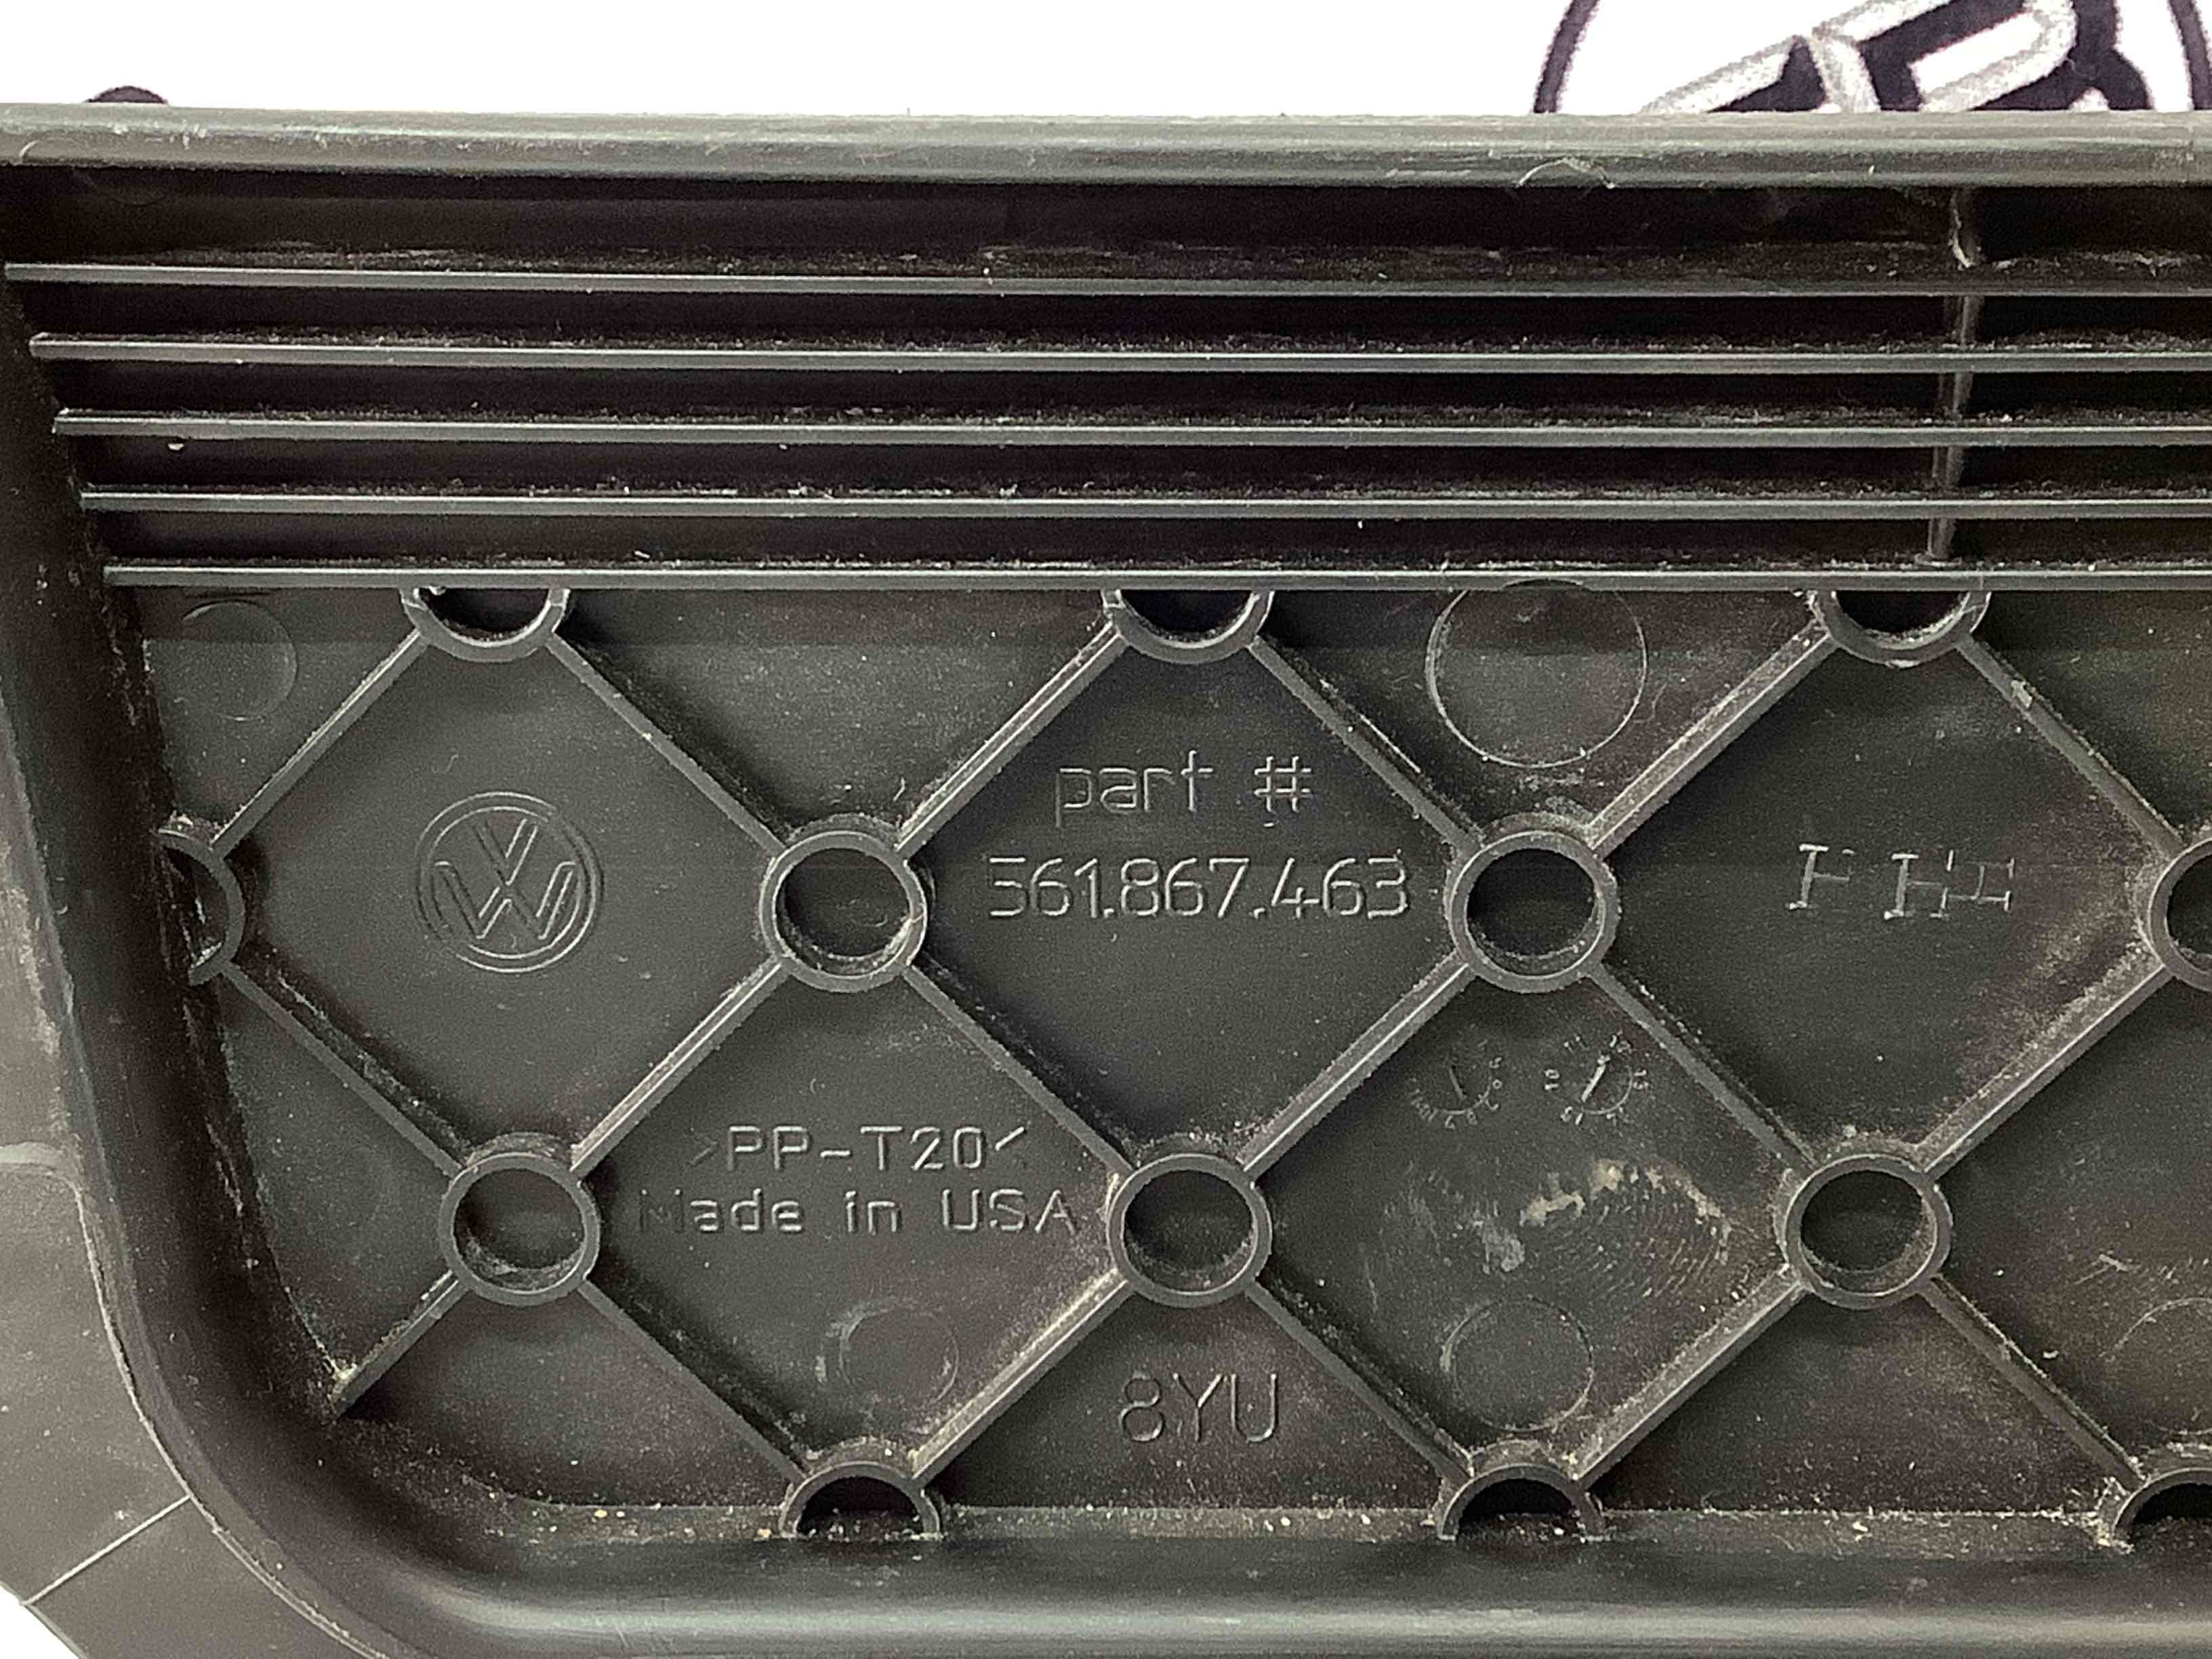 part #
561.867.463
>PP-T20<
Made in USA
8YU